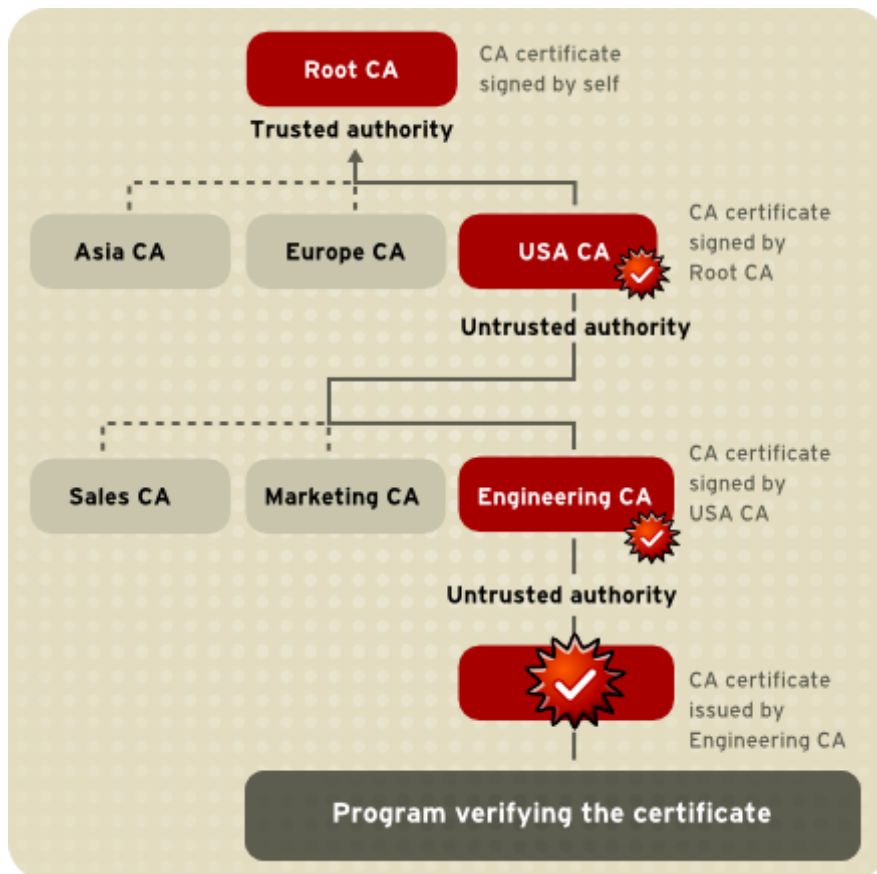 Root CA
CA certificate
signed by self
Trusted authority
Asia CA
Europe CA
USA CA
CA certificate
signed by
Root CA
Untrusted authority
Sales CA
Marketing CA
Engineering CA
CA certificate
signed by
USA CA
Untrusted authority
CA certificate
issued by
Engineering CA
Program verifying the certificate